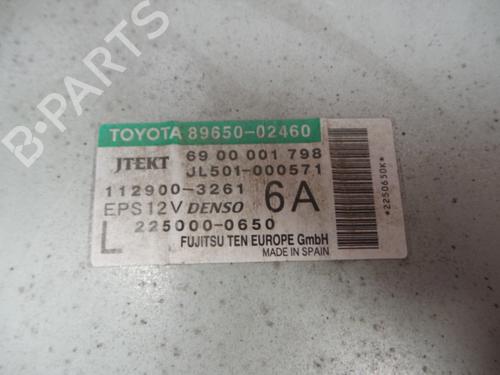 B-PARTS
TOYOTA 89650-02460
JTEKT 69 00 001 798
JL501-000571
112900-3261 6A
EPS12V DENSO
L 225000-0650
FUJITSU TEN EUROPE GmbH
MADE IN SPAIN
*2250650K*